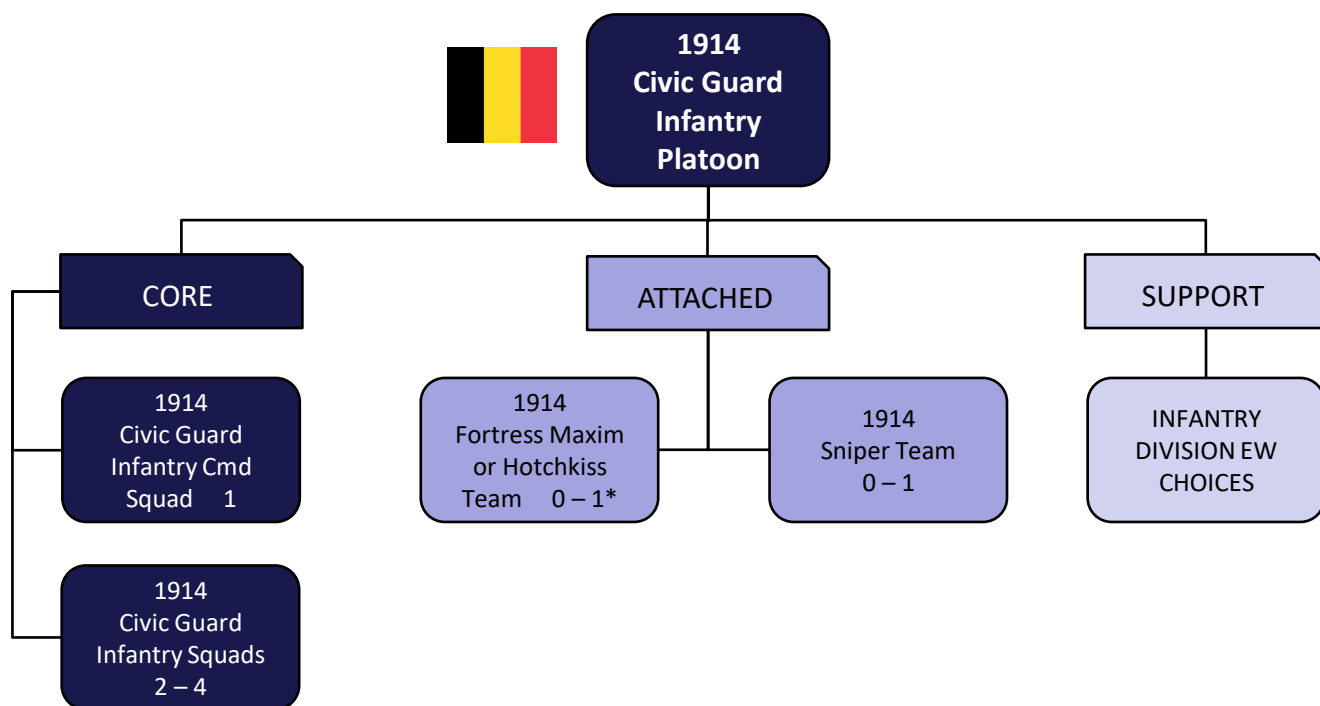 1914
Civic Guard
Infantry
Platoon
CORE
ATTACHED
SUPPORT
1914
Civic Guard
Infantry Cmd
Squad 1
1914
Fortress Maxim
or Hotchkiss
Team 0 – 1*
1914
Sniper Team
0 – 1
INFANTRY
DIVISION EW
CHOICES
1914
Civic Guard
Infantry Squads
2 – 4